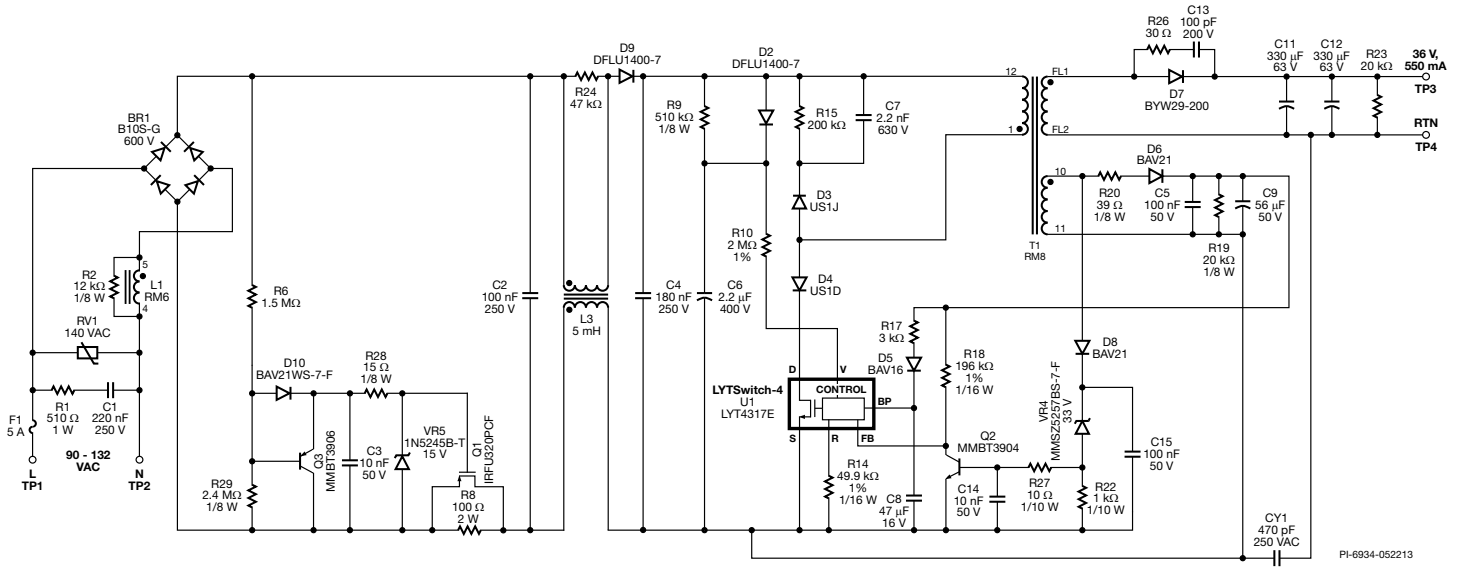 BR1
B10S-G
600 V
R2
12 kΩ
1/8 W
5
L1
RM6
4
RV1
140 VAC
R1
510 Ω
1 W
C1
220 nF
250 V
F1
5 A
90 - 132
VAC
L
TP1
N
TP2
R6
1.5 MΩ
D10
BAV21WS-7-F
R28
15 Ω
1/8 W
R29
2.4 MΩ
1/8 W
Q3
MMBT3906
C3
10 nF
50 V
VR5
1N5245B-T
15 V
Q1
IRFU320PCF
R8
100 Ω
2 W
C2
100 nF
250 V
R24
47 kΩ
D9
DFLU1400-7
L3
5 mH
C4
180 nF
250 V
R9
510 kΩ
1/8 W
D2
DFLU1400-7
R15
200 kΩ
C7
2.2 nF
630 V
D3
US1J
R10
2 MΩ
1%
C6
2.2 µF
400 V
D4
US1D
D
V
CONTROL
BP
S
R
FB
LYTSwitch-4
U1
LYT4317E
R14
49.9 kΩ
1%
1/16 W
R17
3 kΩ
D5
BAV16
C8
47 µF
16 V
R18
196 kΩ
1%
1/16 W
Q2
MMBT3904
C14
10 nF
50 V
R27
10 Ω
1/10 W
12
1
FL1
FL2
10
11
T1
RM8
R26
30 Ω
C13
100 pF
200 V
D7
BYW29-200
C11
330 µF
63 V
C12
330 µF
63 V
R23
20 kΩ
36 V,
550 mA
TP3
RTN
TP4
R20
39 Ω
1/8 W
D6
BAV21
C5
100 nF
50 V
R19
20 kΩ
1/8 W
C9
56 µF
50 V
D8
BAV21
VR4
MMSZ5257BS-7-F
33 V
C15
100 nF
50 V
R22
1 kΩ
1/10 W
CY1
470 pF
250 VAC
PI-6934-052213